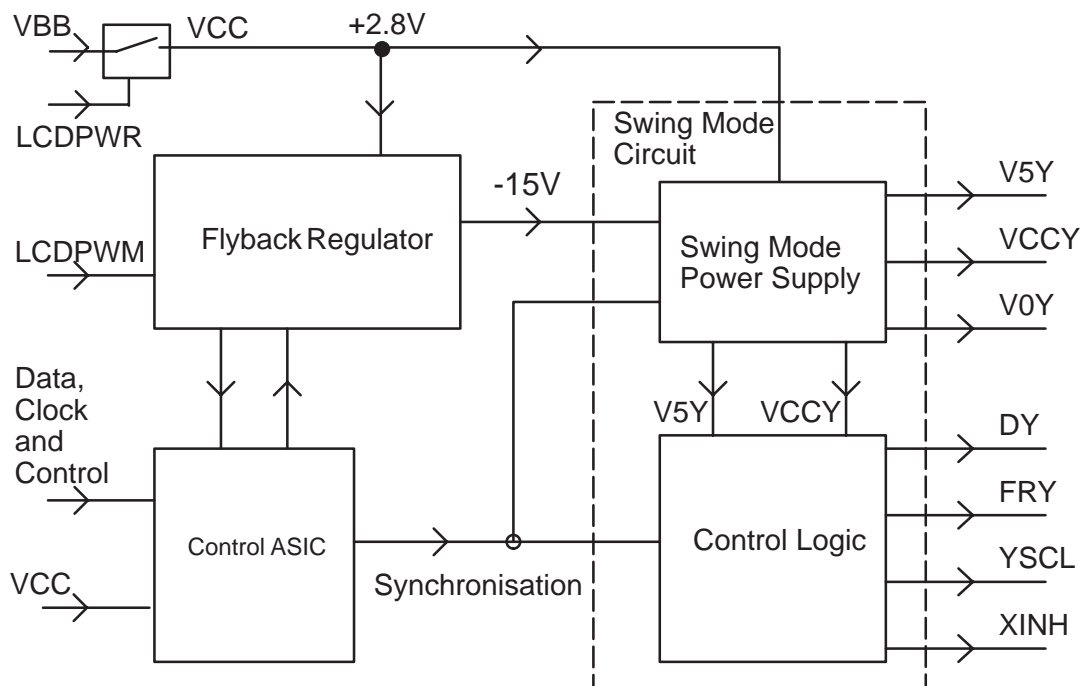 VBB
VCC
+2.8V
LCDPWR
Swing Mode
Circuit
-15V
V5Y
Flyback Regulator
LCDPWM
Swing Mode
Power Supply
VCCY
V0Y
Data,
Clock
and
Control
V5Y
VCCY
DY
FRY
Control ASIC
Control Logic
YSCL
VCC
Synchronisation
XINH